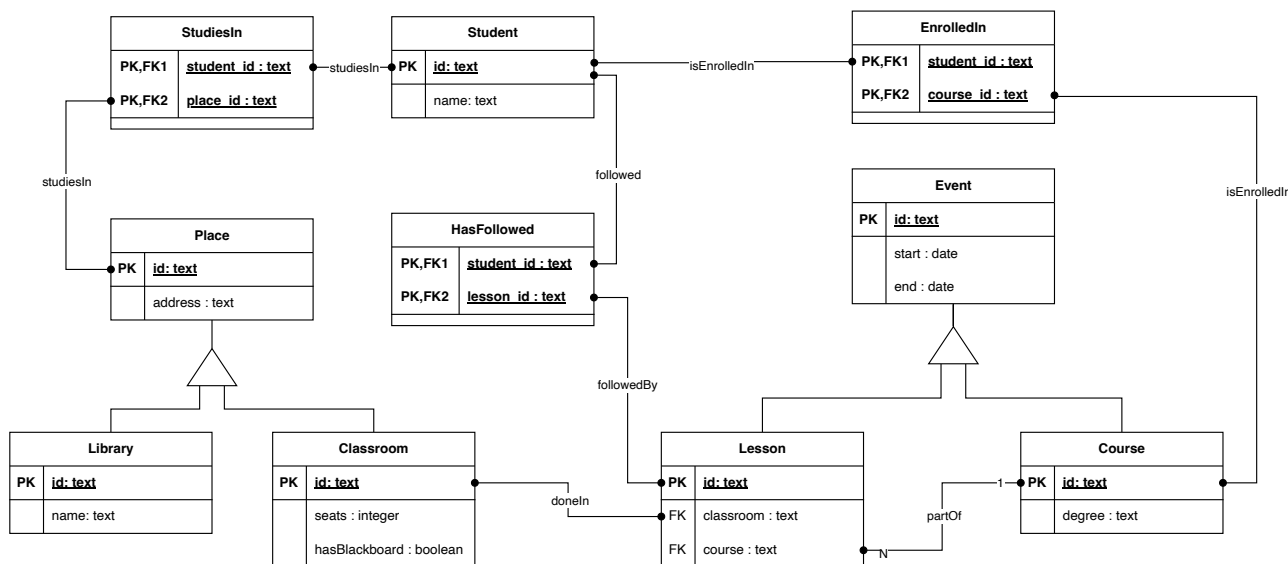 StudiesIn
PK,FK1 student_id : text
PK,FK2 place_id : text
studiesIn
Student
PK id: text
name: text
isEnrolledIn
EnrolledIn
PK,FK1 student_id : text
PK,FK2 course_id : text
studiesIn
followed
isEnrolledIn
Place
PK id: text
address : text
HasFollowed
PK,FK1 student_id : text
PK,FK2 lesson_id : text
Event
PK id: text
start : date
end : date
followedBy
Library
PK id: text
name: text
Classroom
PK id: text
seats : integer
hasBlackboard : boolean
doneIn
Lesson
PK id: text
FK classroom : text
FK course : text
N
partOf
1
Course
PK id: text
degree : text